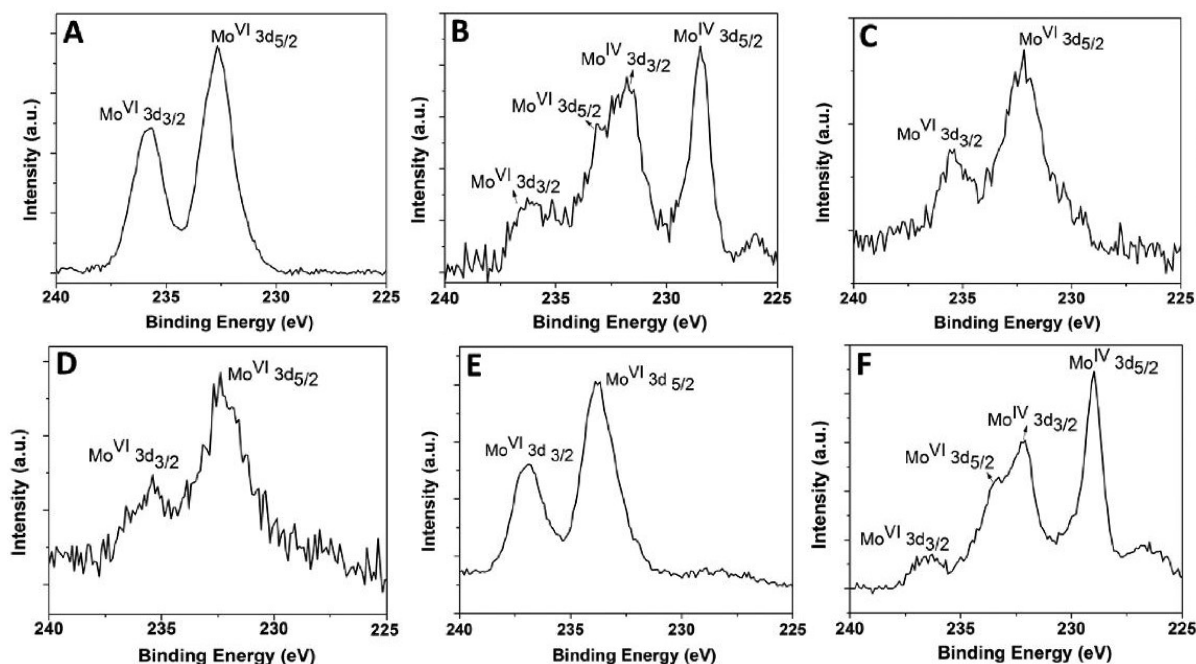 A
Mo^VI 3d5/2
Mo^VI 3d3/2
Intensity (a.u.)
240 235 230 225
Binding Energy (eV)
B
Mo^IV 3d5/2
Mo^IV 3d3/2
Mo^VI 3d5/2
Mo^VI 3d3/2
Intensity (a.u.)
240 235 230 225
Binding Energy (eV)
C
Mo^VI 3d5/2
Mo^VI 3d3/2
Intensity (a.u.)
240 235 230 225
Binding Energy (eV)
D
Mo^VI 3d5/2
Mo^VI 3d3/2
Intensity (a.u.)
240 235 230 225
Binding Energy (eV)
E
Mo^VI 3d 5/2
Mo^VI 3d 3/2
Intensity (a.u.)
240 235 230 225
Binding Energy (eV)
F
Mo^IV 3d5/2
Mo^IV 3d3/2
Mo^VI 3d5/2
Mo^VI 3d3/2
Intensity (a.u.)
240 235 230 225
Binding Energy (eV)